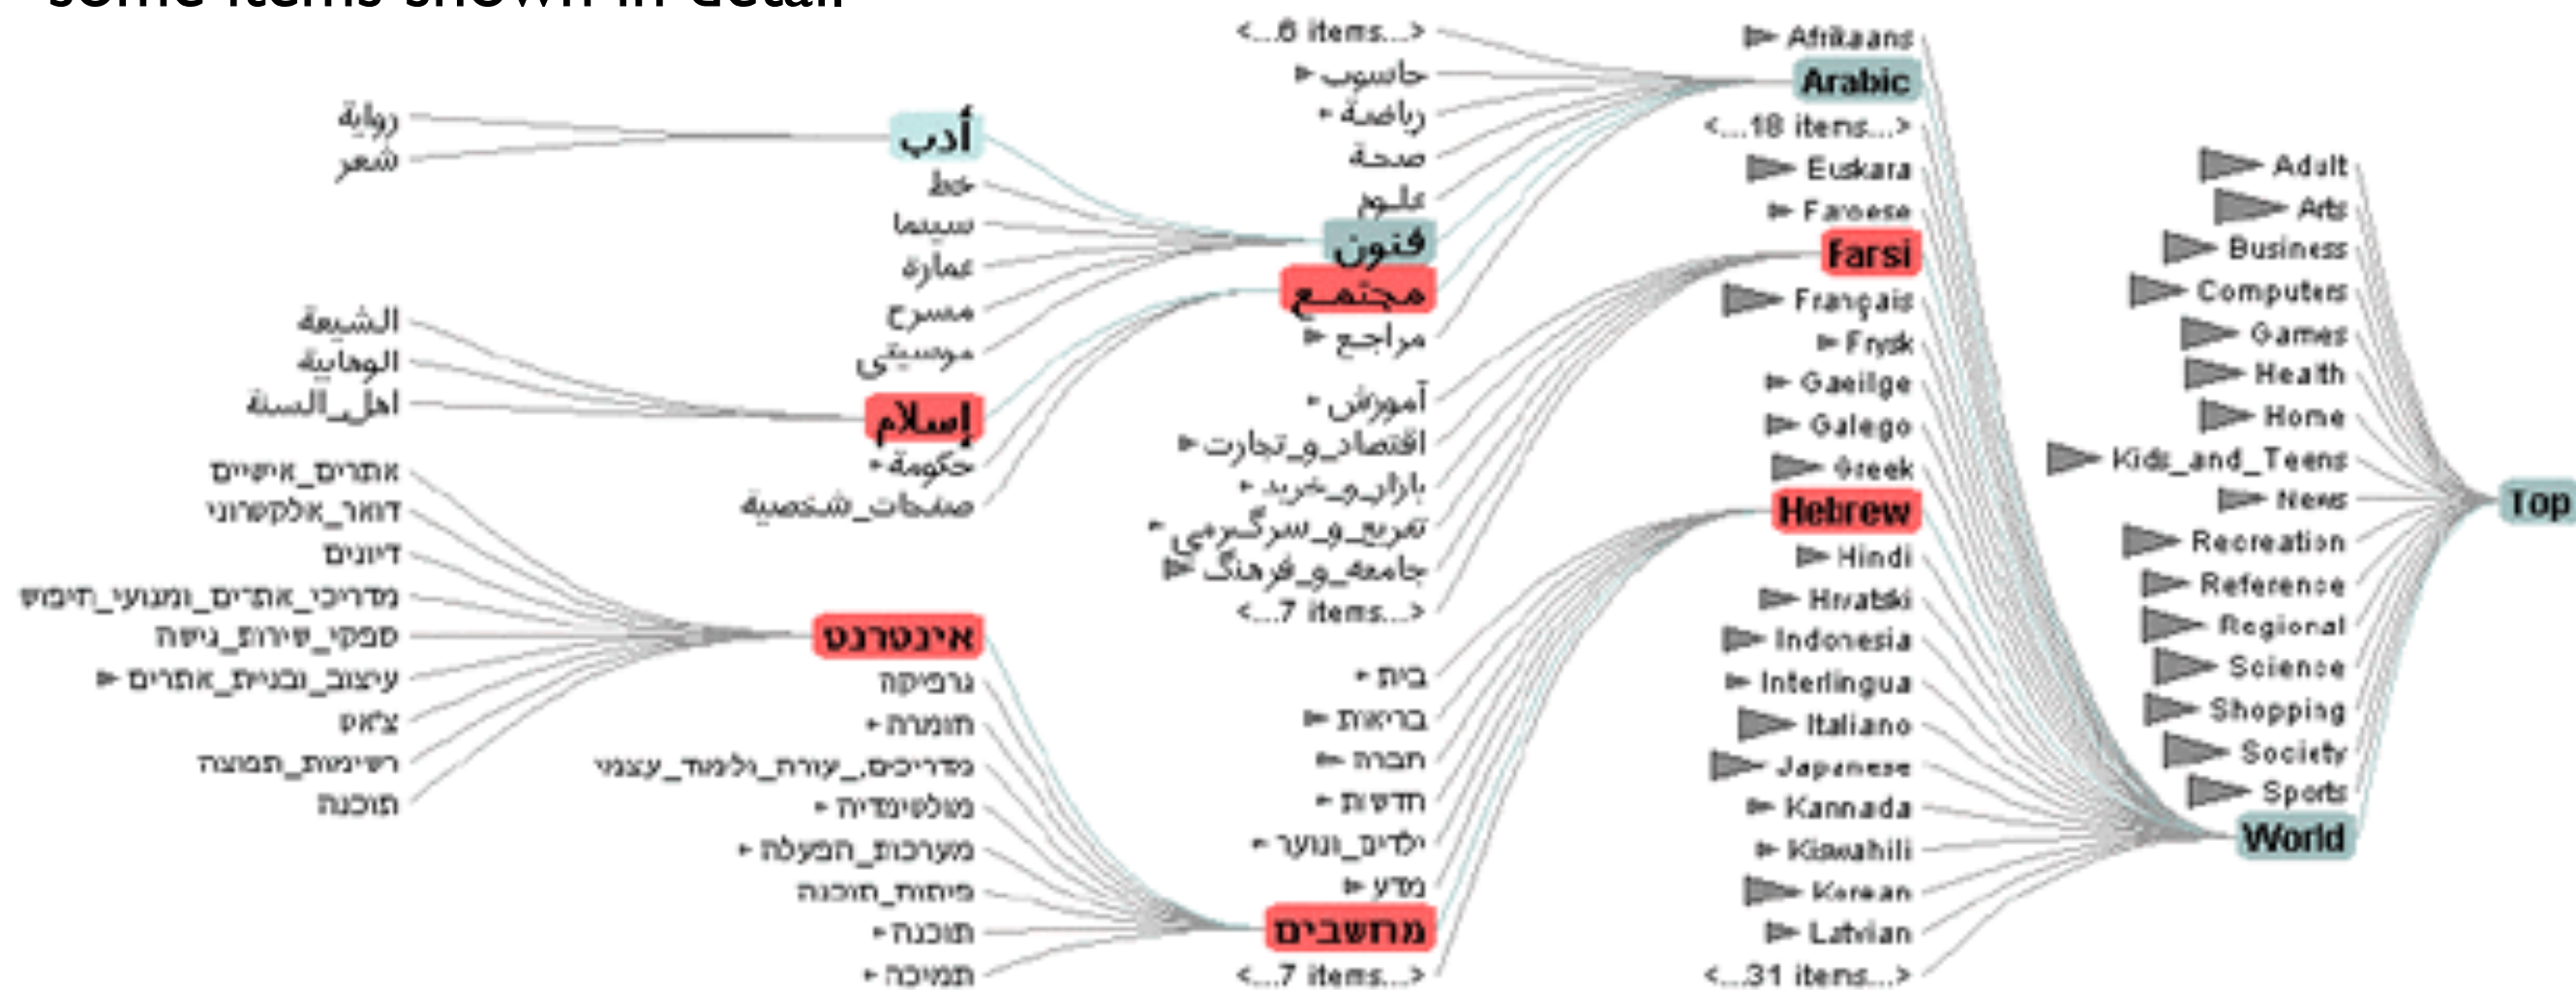 some items shown in detail
<...6 items...>
حاسوب
رياضة
صحة
علوم
فنون
مجتمع
مراجع
رواية
شعر
أدب
خط
سينما
عمارة
مسرح
موسيقى
الشيعة
الوهابية
اهل_السنة
إسلام
حكومة
صفحات_شخصية
آموزش
اقتصاد_و_تجارت
بازار_و_خرید
تفریح_و_سرگرمی
جامعه_و_فرهنگ
<...7 items...>
אתרים_אישיים
דואר_אלקטרוני
דיונים
מדריכי_אתרים_ומנועי_חיפוש
ספקי_שירות_גישה
עיצוב_ובניית_אתרים
צ'אט
רשימות_תפוצה
תוכנה
אינטרנט
גרפיקה
חומרה
מדריכים,_עזרה_ולימוד_עצמי
מולטימדיה
מערכות_הפעלה
פיתוח_תוכנה
תוכנה
תמיכה
בית
בריאות
חברה
חדשות
ילדים_ונוער
מדע
מחשבים
<...7 items...>
Afrikaans
Arabic
<...18 items...>
Euskara
Faroese
Farsi
Français
Frysk
Gaeilge
Galego
Greek
Hebrew
Hindi
Hrvatski
Indonesia
Interlingua
Italiano
Japanese
Kannada
Kiswahili
Korean
Latvian
<...31 items...>
Adult
Arts
Business
Computers
Games
Health
Home
Kids_and_Teens
News
Recreation
Reference
Regional
Science
Shopping
Society
Sports
World
Top